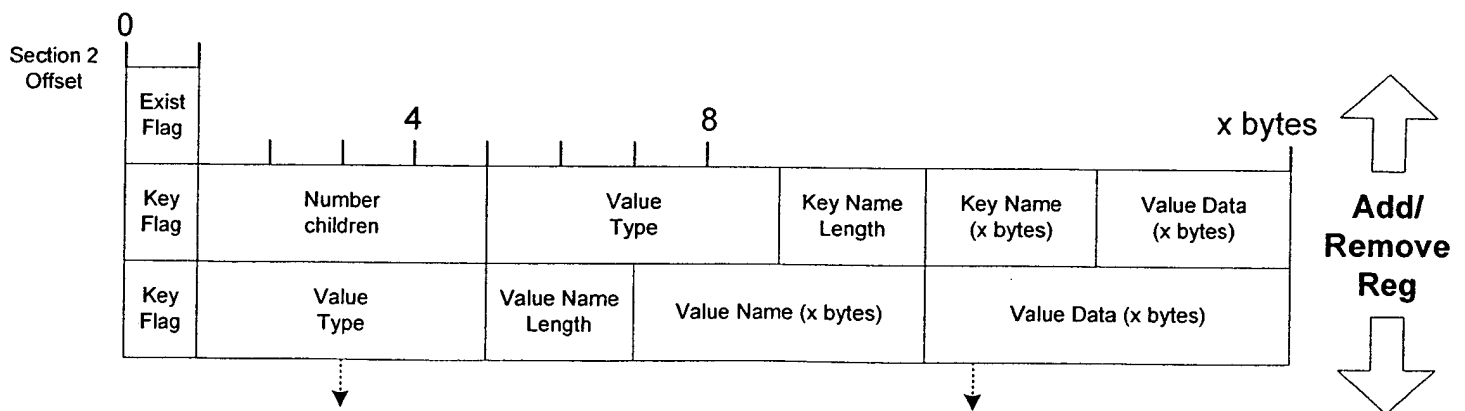 0
Section 2
Offset
Exist
Flag
4
8
x bytes
Key
Flag
Number
children
Value
Type
Key Name
Length
Key Name
(x bytes)
Value Data
(x bytes)
Add/
Remove
Reg
Key
Flag
Value
Type
Value Name
Length
Value Name (x bytes)
Value Data (x bytes)